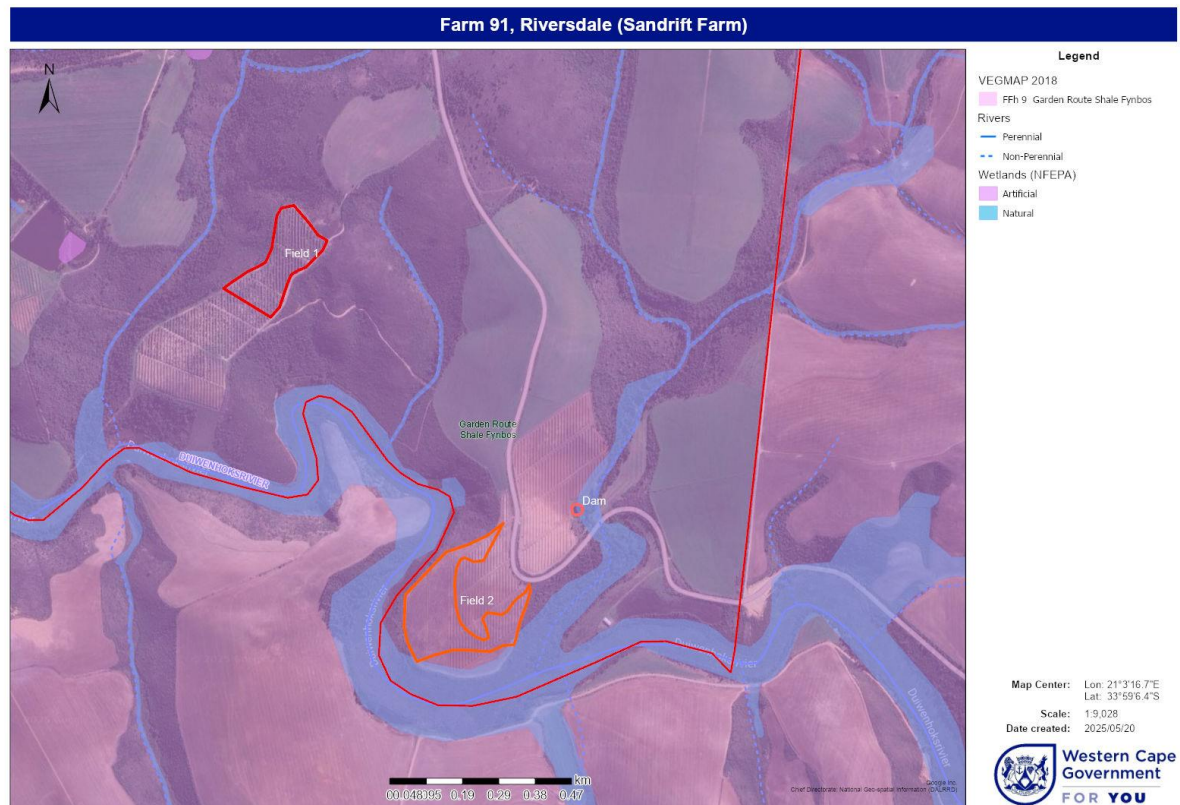 Farm 91, Riversdale (Sandrift Farm)
N
Field 1
Garden Route
Shale Fynbos
DUIWENHOKSRIVIER
Dam
Field 2
Duiwenhoksrivier
Duiwenhoksrivier
Duiwenhoksrivier
km
0.19 0.29 0.38 0.47
Google Inc.
Chief Directorate: National Geo-spatial Information (DALRRD)
Legend
VEGMAP 2018
FFh 9 Garden Route Shale Fynbos
Rivers
Perennial
Non-Perennial
Wetlands (NFEPA)
Artificial
Natural
Map Center: Lon: 21°3'16.7"E
Lat: 33°59'6.4"S
Scale: 1:9,028
Date created: 2025/05/20
Western Cape
Government
FOR YOU